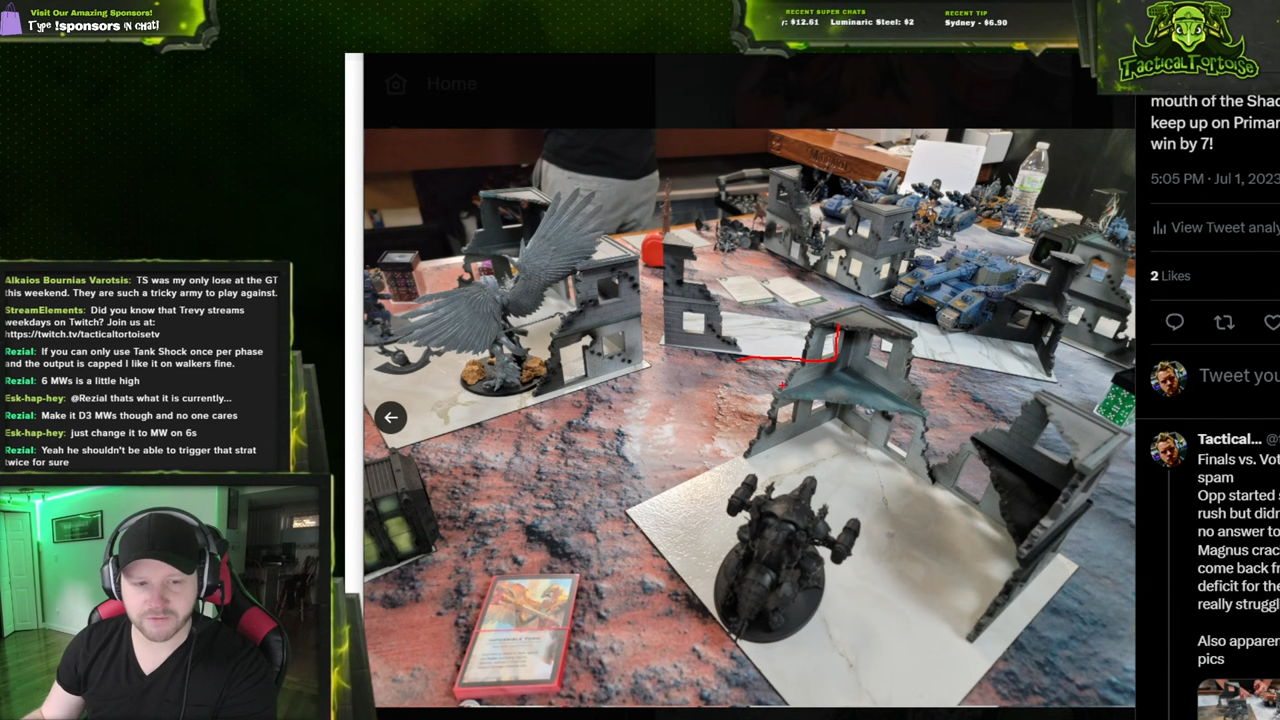 Visit Our Amazing Sponsors!
Type !sponsors in chat!
RECENT SUPER CHATS
r: $12.61 Luminaric Steel: $2
RECENT TIP
Sydney - $6.90
TacticalTortoise
Home
mouth of the Shad
keep up on Primar
win by 7!
5:05 PM · Jul 1, 2023
View Tweet analy
2 Likes
Tweet you
Tactical... @
Finals vs. Vot
spam
Opp started s
rush but didn
no answer to
Magnus crac
come back fr
deficit for the
really struggl
Also appare
pics
Alkaios Bournias Varotsis: TS was my only lose at the GT
this weekend. They are such a tricky army to play against.
StreamElements: Did you know that Trevy streams
weekdays on Twitch? Join us at:
https://twitch.tv/tacticaltortoisetv
Rezial: If you can only use Tank Shock once per phase
and the output is capped I like it on walkers fine.
Rezial: 6 MWs is a little high
Esk-hap-hey: @Rezial thats what it is currently...
Rezial: Make it D3 MWs though and no one cares
Esk-hap-hey: just change it to MW on 6s
Rezial: Yeah he shouldn't be able to trigger that strat
twice for sure